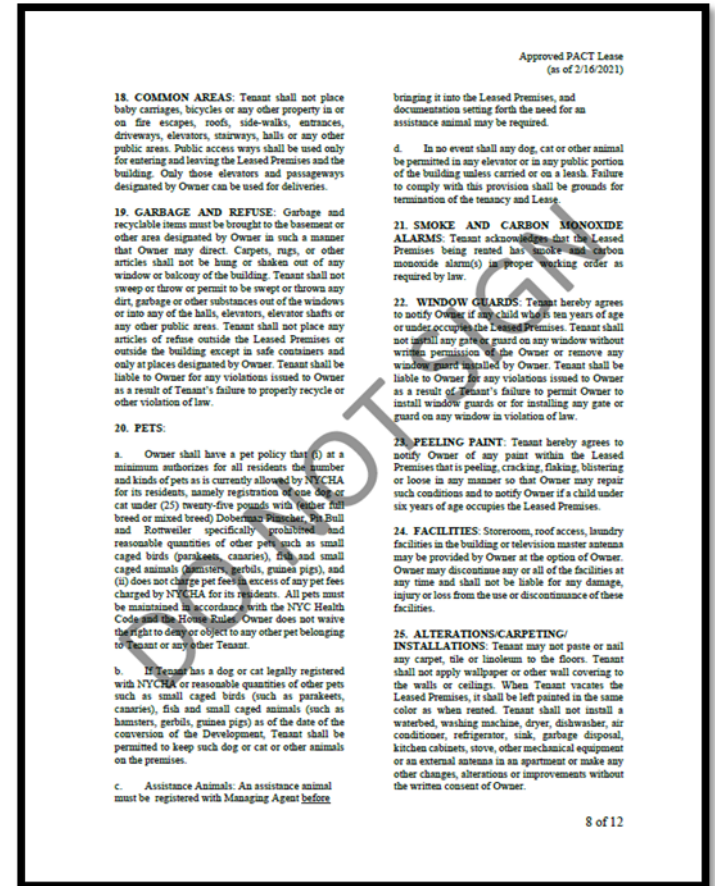 Approved PACT Lease
(as of 2/16/2021)
18. COMMON AREAS: Tenant shall not place
baby carriages, bicycles or any other property in or
on fire escapes, roofs, side-walks, entrances,
driveways, elevators, stairways, halls or any other
public areas. Public access ways shall be used only
for entering and leaving the Leased Premises and the
building. Only those elevators and passageways
designated by Owner can be used for deliveries.
19. GARBAGE AND REFUSE: Garbage and
recyclable items must be brought to the basement or
other area designated by Owner in such a manner
that Owner may direct. Carpets, rugs, or other
articles shall not be hung or shaken out of any
window or balcony of the building. Tenant shall not
sweep or throw or permit to be swept or thrown any
dirt, garbage or other substances out of the windows
or into any of the halls, elevators, elevator shafts or
any other public areas. Tenant shall not place any
articles of refuse outside the Leased Premises or
outside the building except in safe containers and
only at places designated by Owner. Tenant shall be
liable to Owner for any violations issued to Owner
as a result of Tenant's failure to properly recycle or
other violation of law.
20. PETS:
a. Owner shall have a pet policy that (i) at a
minimum authorizes for all residents the number
and kinds of pets as is currently allowed by NYCHA
for its residents, namely registration of one dog or
cat under (25) twenty-five pounds with (either full
breed or mixed breed) Doberman Pinscher, Pit Bull
and Rottweiler specifically prohibited and
reasonable quantities of other pets such as small
caged birds (parakeets, canaries), fish and small
caged animals (hamsters, gerbils, guinea pigs), and
(ii) does not charge pet fees in excess of any pet fees
charged by NYCHA for its residents. All pets must
be maintained in accordance with the NYC Health
Code and the House Rules. Owner does not waive
the right to deny or object to any other pet belonging
to Tenant or any other Tenant.
b. If Tenant has a dog or cat legally registered
with NYCHA or reasonable quantities of other pets
such as small caged birds (such as parakeets,
canaries), fish and small caged animals (such as
hamsters, gerbils, guinea pigs) as of the date of the
conversion of the Development, Tenant shall be
permitted to keep such dog or cat or other animals
on the premises.
c. Assistance Animals: An assistance animal
must be registered with Managing Agent before
bringing it into the Leased Premises, and
documentation setting forth the need for an
assistance animal may be required.
d. In no event shall any dog, cat or other animal
be permitted in any elevator or in any public portion
of the building unless carried or on a leash. Failure
to comply with this provision shall be grounds for
termination of the tenancy and Lease.
21. SMOKE AND CARBON MONOXIDE
ALARMS: Tenant acknowledges that the Leased
Premises being rented has smoke and carbon
monoxide alarm(s) in proper working order as
required by law.
22. WINDOW GUARDS: Tenant hereby agrees
to notify Owner if any child who is ten years of age
or under occupies the Leased Premises. Tenant shall
not install any gate or guard on any window without
written permission of the Owner or remove any
window guard installed by Owner. Tenant shall be
liable to Owner for any violations issued to Owner
as a result of Tenant's failure to permit Owner to
install window guards or for installing any gate or
guard on any window in violation of law.
23. PEELING PAINT: Tenant hereby agrees to
notify Owner of any paint within the Leased
Premises that is peeling, cracking, flaking, blistering
or loose in any manner so that Owner may repair
such conditions and to notify Owner if a child under
six years of age occupies the Leased Premises.
24. FACILITIES: Storeroom, roof access, laundry
facilities in the building or television master antenna
may be provided by Owner at the option of Owner.
Owner may discontinue any or all of the facilities at
any time and shall not be liable for any damage,
injury or loss from the use or discontinuance of these
facilities.
25. ALTERATIONS/CARPETING/
INSTALLATIONS: Tenant may not paste or nail
any carpet, tile or linoleum to the floors. Tenant
shall not apply wallpaper or other wall covering to
the walls or ceilings. When Tenant vacates the
Leased Premises, it shall be left painted in the same
color as when rented. Tenant shall not install a
waterbed, washing machine, dryer, dishwasher, air
conditioner, refrigerator, sink, garbage disposal,
kitchen cabinets, stove, other mechanical equipment
or an external antenna in an apartment or make any
other changes, alterations or improvements without
the written consent of Owner.
8 of 12
DO NOT SIGN